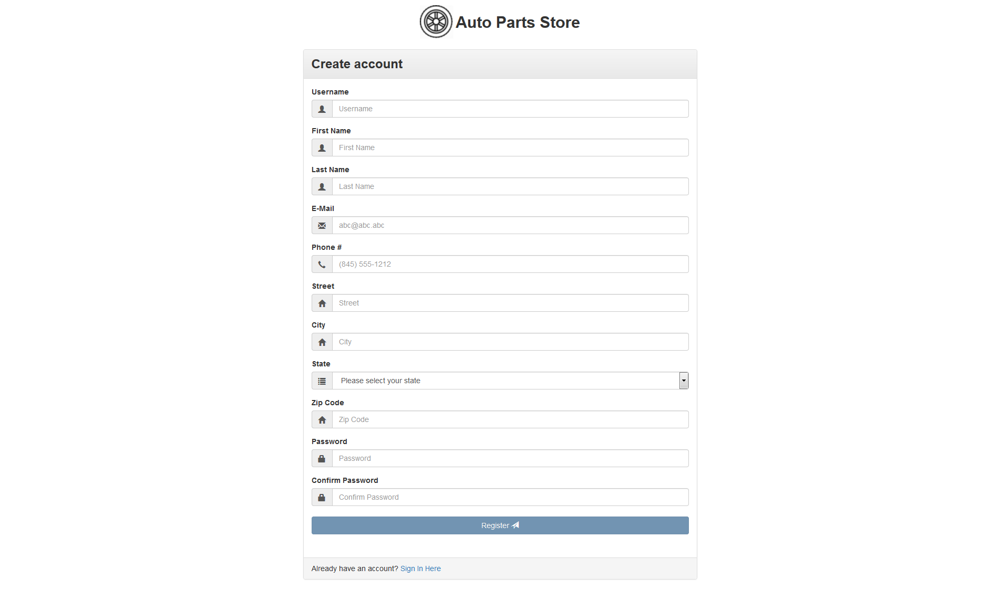 Auto Parts Store
Create account
Username
Username
First Name
First Name
Last Name
Last Name
E-Mail
abc@abc.abc
Phone #
(845) 555-1212
Street
Street
City
City
State
Please select your state
Zip Code
Zip Code
Password
Password
Confirm Password
Confirm Password
Register
Already have an account? Sign In Here